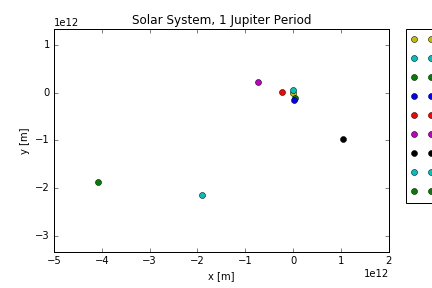 Solar System, 1 Jupiter Period
1e12
1
0
−1
−2
−3
y [m]
−5 −4 −3 −2 −1 0 1 2
x [m]
1e12